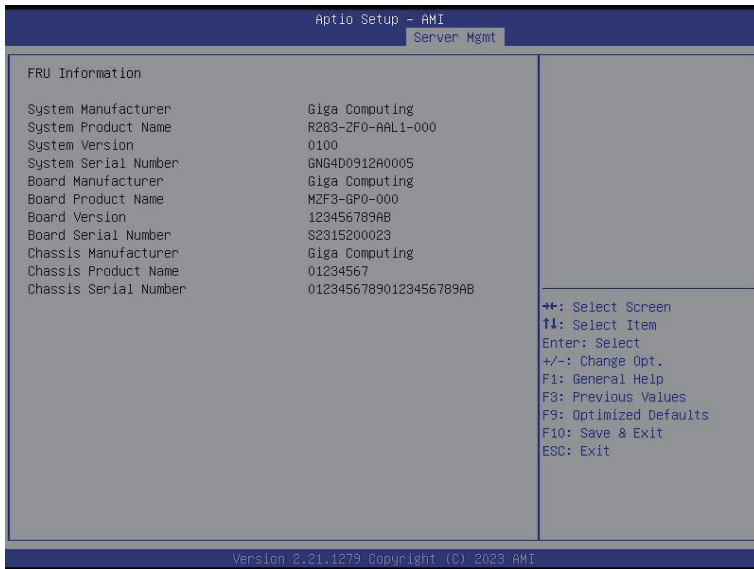 Aptio Setup – AMI
Server Mgmt
FRU Information
System Manufacturer Giga Computing
System Product Name R283-ZF0-AAL1-000
System Version 0100
System Serial Number GNG4D0912A0005
Board Manufacturer Giga Computing
Board Product Name MZF3-GP0-000
Board Version 123456789AB
Board Serial Number S2315200023
Chassis Manufacturer Giga Computing
Chassis Product Name 01234567
Chassis Serial Number 01234567890123456789AB
→←: Select Screen
↑↓: Select Item
Enter: Select
+/-: Change Opt.
F1: General Help
F3: Previous Values
F9: Optimized Defaults
F10: Save & Exit
ESC: Exit
Version 2.21.1279 Copyright (C) 2023 AMI